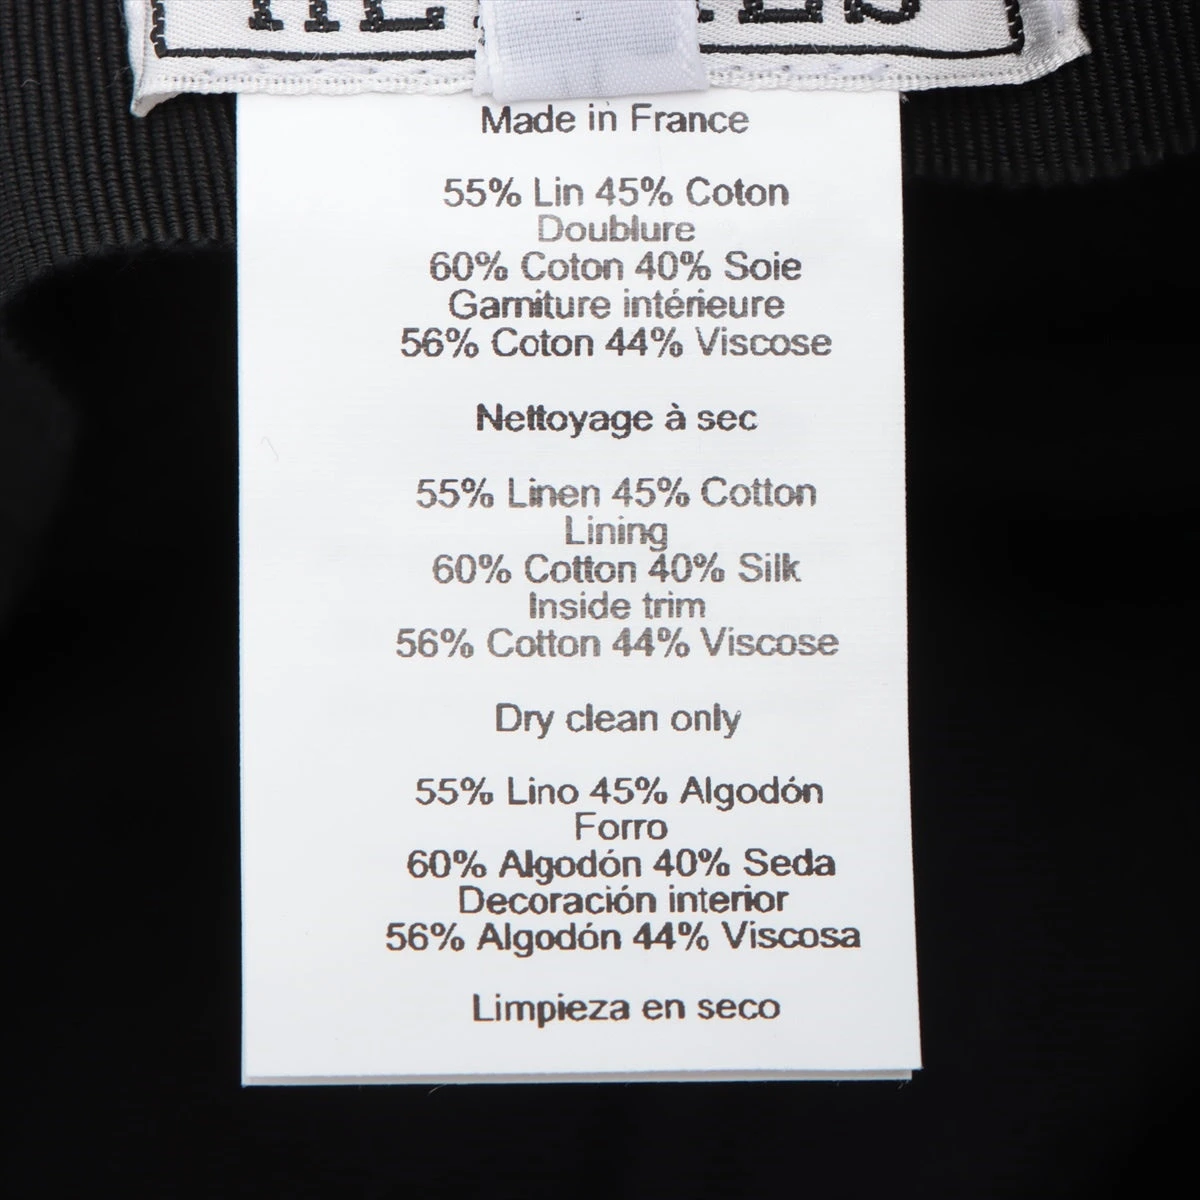 Made in France
55% Lin 45% Coton
Doublure
60% Coton 40% Soie
Garniture intérieure
56% Coton 44% Viscose
Nettoyage à sec
55% Linen 45% Cotton
Lining
60% Cotton 40% Silk
Inside trim
56% Cotton 44% Viscose
Dry clean only
55% Lino 45% Algodón
Forro
60% Algodón 40% Seda
Decoración interior
56% Algodón 44% Viscosa
Limpieza en seco